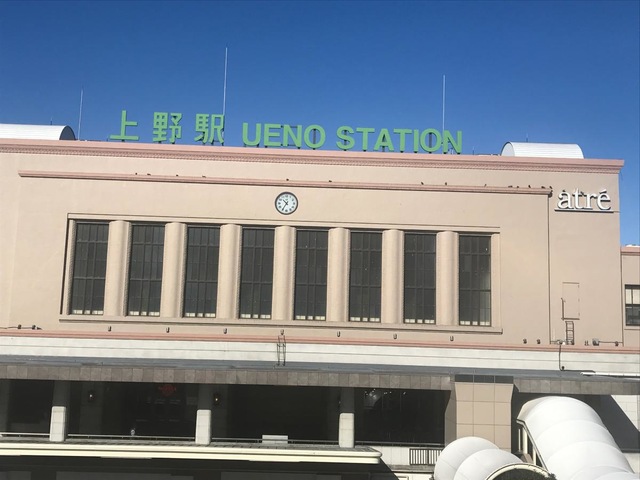 上野駅 UENO STATION
atré